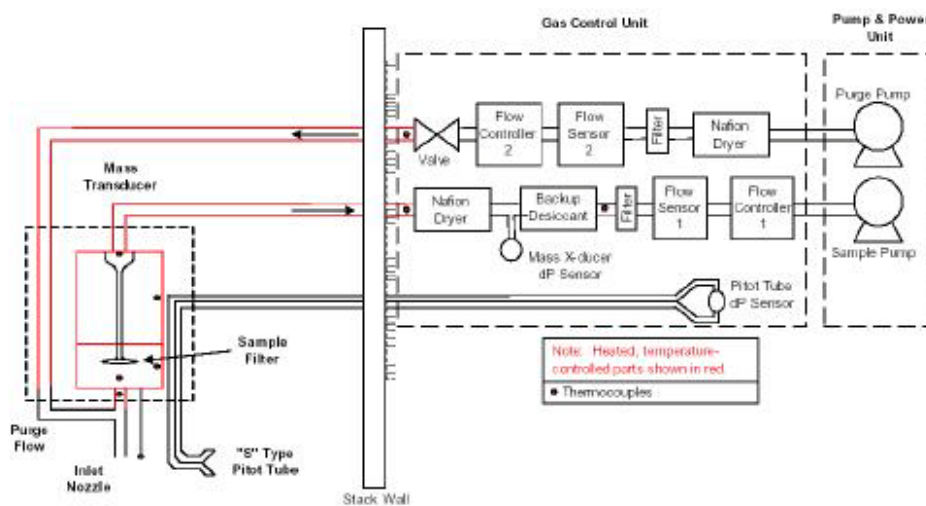 Gas Control Unit
Pump & Power
Unit
Purge Pump
Flow
Controller
2
Flow
Sensor
2
Filter
Nafion
Dryer
Valve
Mass
Transducer
Nafion
Dryer
Backup
Desiccant
Filter
Flow
Sensor
1
Flow
Controller
1
Sample Pump
Mass X-ducer
dP Sensor
Pitot Tube
dP Sensor
Sample
Filter
Note: Heated, temperature-
controlled parts shown in red
Thermocouples
Purge
Flow
"S" Type
Pitot Tube
Inlet
Nozzle
Stack Wall